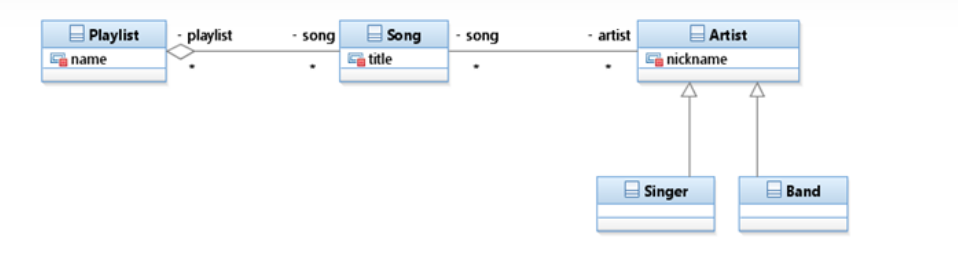 Playlist
name
- playlist
*
- song
*
Song
title
- song
*
- artist
*
Artist
nickname
Singer
Band